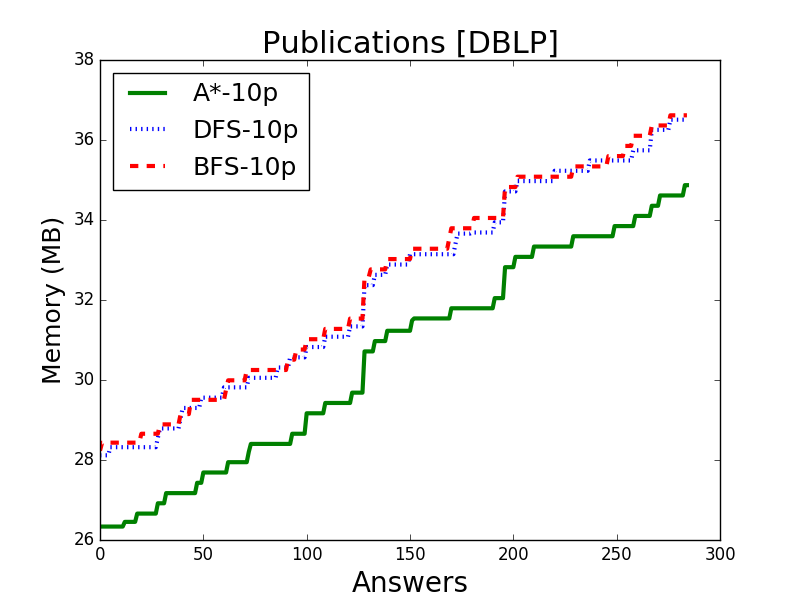 Publications [DBLP]
A*-10p
DFS-10p
BFS-10p
Memory (MB)
38
36
34
32
30
28
26
0 50 100 150 200 250 300
Answers